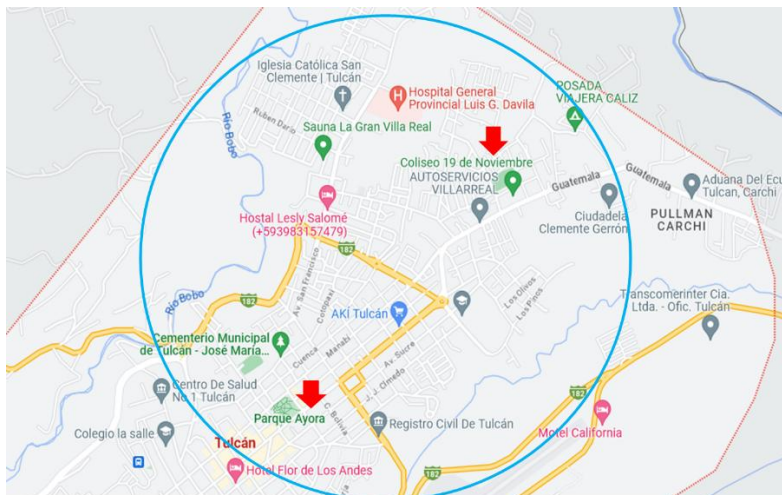 Iglesia Católica San
Clemente | Tulcán
Hospital General
Provincial Luis G. Davila
POSADA
VIAJERA CALIZ
Río Bobo
Ruben Darío
Sauna La Gran Villa Real
Coliseo 19 de Noviembre
AUTOSERVICIOS
VILLARREAL
Guatemala
Guatemala
Aduana Del Ecu
Tulcan, Carchi
Hostal Lesly Salomé
(+593983157479)
Ciudadela
Clemente Gerrón
PULLMAN
CARCHI
182
Av. San Francisco
Cotopaxi
Río Bobo
182
Los Olivos
Los Pinos
Transcomerinter Cia.
Ltda. - Ofic. Tulcán
AKÍ Tulcán
Cementerio Municipal
de Tulcán - José María...
Cuenca
Manabi
Av. Sucre
J. J. Olmedo
Centro De Salud
No 1 Tulcán
182
Parque Ayora
C. Bolivia
Registro Civil De Tulcán
Motel California
Colegio la salle
Tulcán
Hotel Flor de Los Andes
182